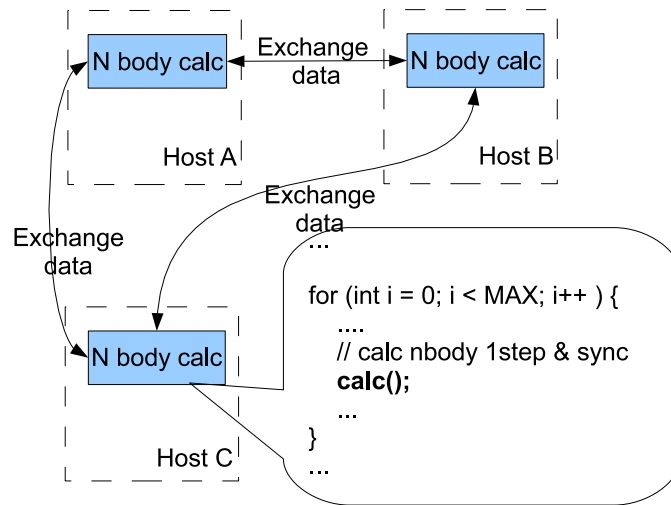 N body calc
Exchange
data
N body calc
Host A
Host B
Exchange
data
Exchange
data
...
for (int i = 0; i < MAX; i++ ) {
....
// calc nbody 1step & sync
calc();
...
}
...
N body calc
Host C